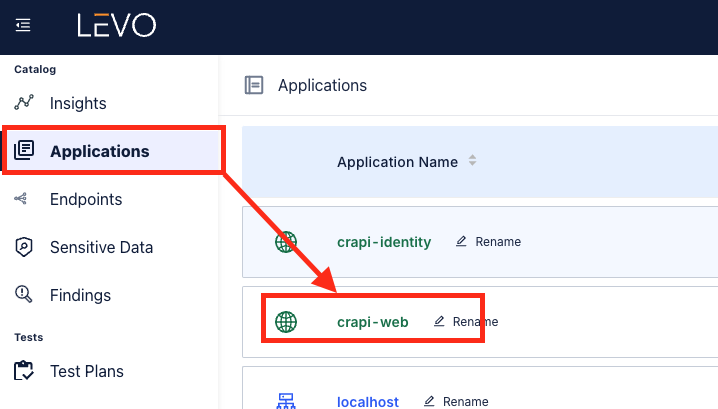 LEVO
Catalog
Insights
Applications
Endpoints
Sensitive Data
Findings
Tests
Test Plans
Applications
Application Name
crapi-identity Rename
crapi-web Rename
localhost Rename